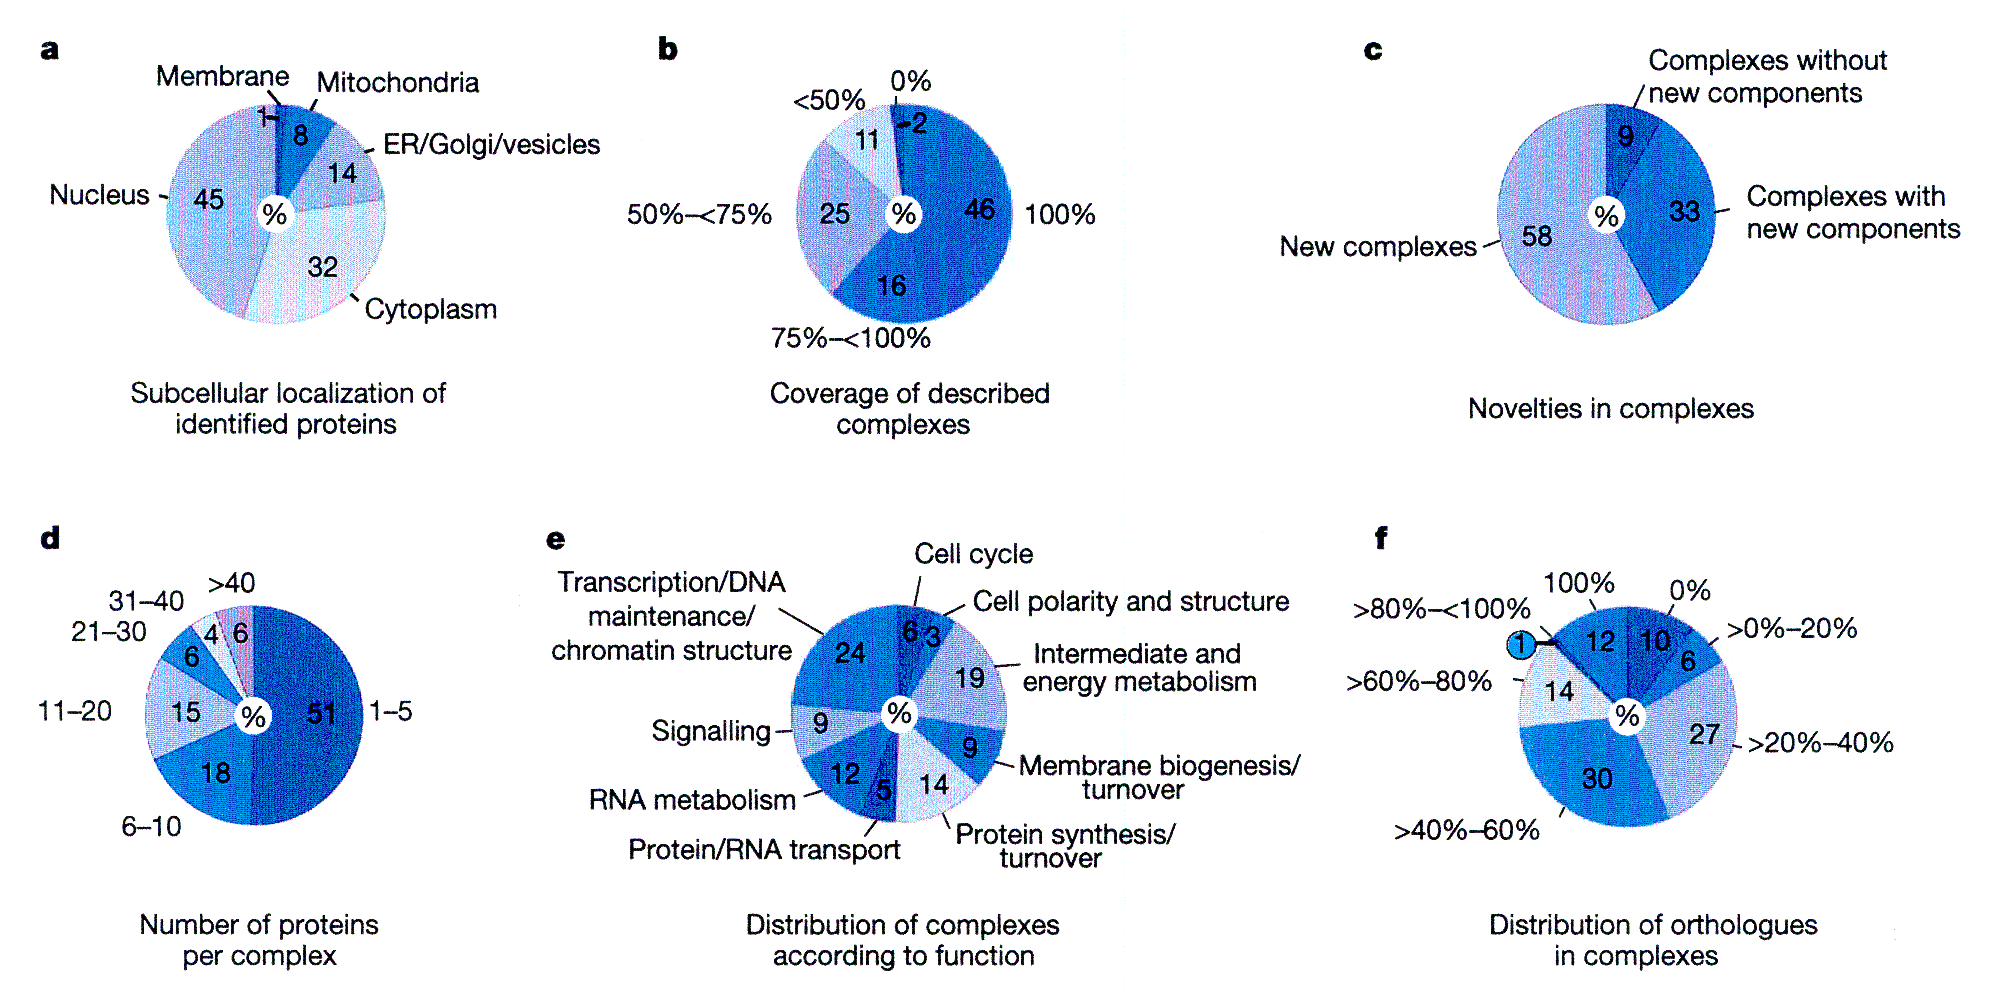 a
Membrane
Mitochondria
1
8
ER/Golgi/vesicles
14
Nucleus
45
%
32
Cytoplasm
Subcellular localization of
identified proteins
b
0%
<50%
2
11
50%–<75%
25
%
46
100%
16
75%–<100%
Coverage of described
complexes
c
Complexes without
new components
9
Complexes with
new components
33
%
58
New complexes
Novelties in complexes
d
>40
31–40
21–30
4
6
6
11–20
15
%
51
1–5
18
6–10
Number of proteins
per complex
e
Cell cycle
Transcription/DNA
maintenance/
chromatin structure
Cell polarity and structure
6
3
24
Intermediate and
energy metabolism
19
%
Signalling
9
9
Membrane biogenesis/
turnover
12
5
14
RNA metabolism
Protein/RNA transport
Protein synthesis/
turnover
Distribution of complexes
according to function
f
100%
0%
>80%–<100%
>0%–20%
1
12
10
6
>60%–80%
14
%
27
>20%–40%
30
>40%–60%
Distribution of orthologues
in complexes